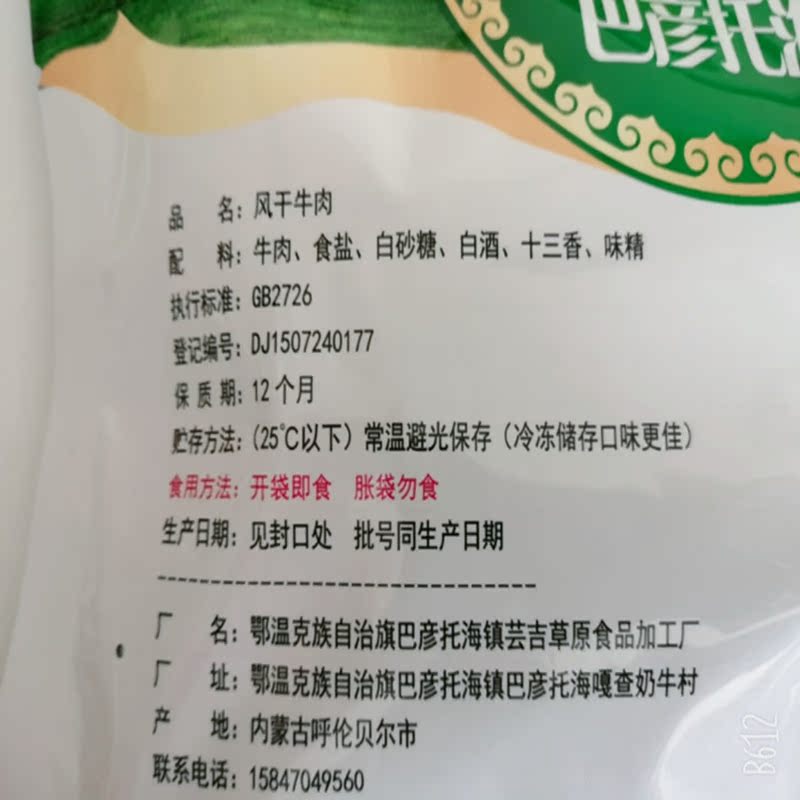 巴彦托海
品 名：风干牛肉
配 料：牛肉、食盐、白砂糖、白酒、十三香、味精
执行标准：GB2726
登记编号：DJ1507240177
保 质 期：12个月
贮存方法：（25℃以下）常温避光保存（冷冻储存口味更佳）
食用方法：开袋即食 胀袋勿食
生产日期：见封口处 批号同生产日期
厂 名：鄂温克族自治旗巴彦托海镇芸吉草原食品加工厂
厂 址：鄂温克族自治旗巴彦托海镇巴彦托海嘎查奶牛村
产 地：内蒙古呼伦贝尔市
联系电话：15847049560
B612